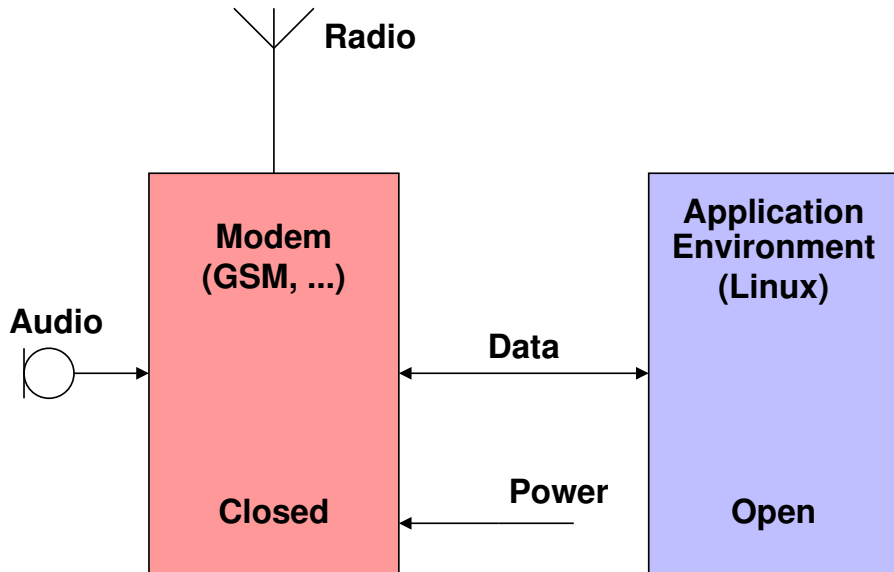 Radio
Modem
(GSM, ...)
Application
Environment
(Linux)
Audio
Data
Power
Closed
Open